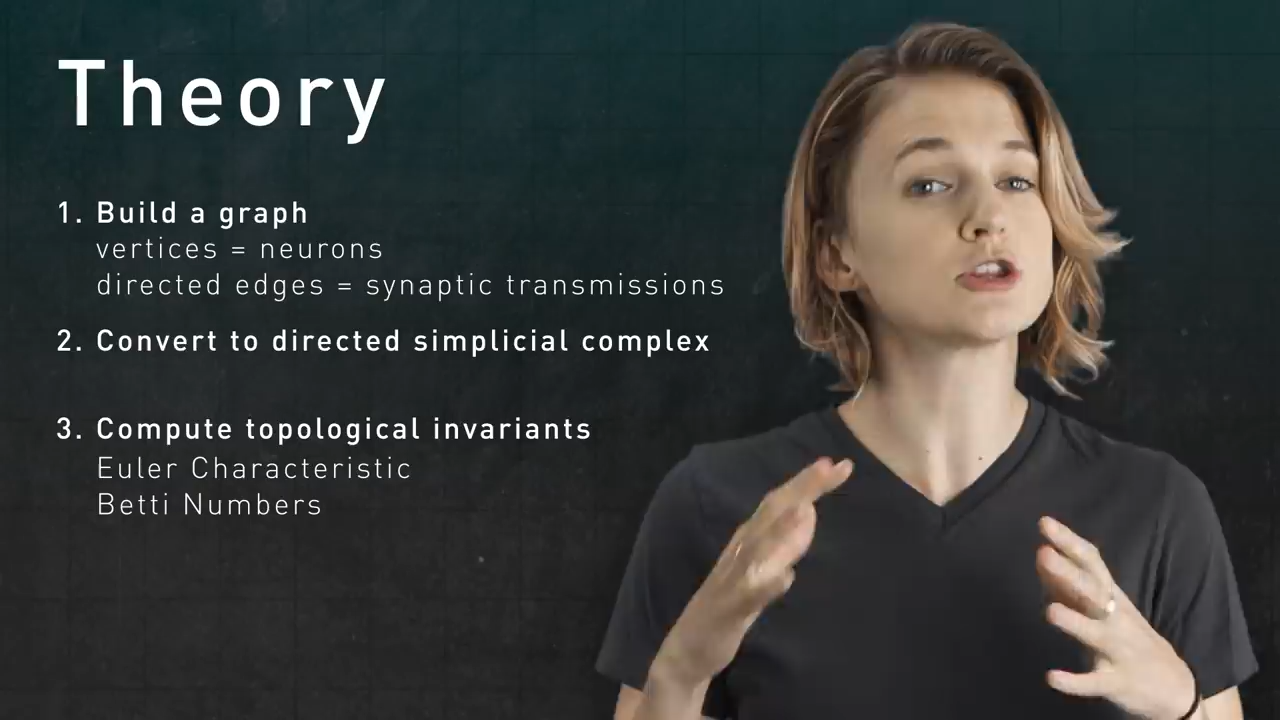 Theory
1. Build a graph
vertices = neurons
directed edges = synaptic transmissions
2. Convert to directed simplicial complex
3. Compute topological invariants
Euler Characteristic
Betti Numbers